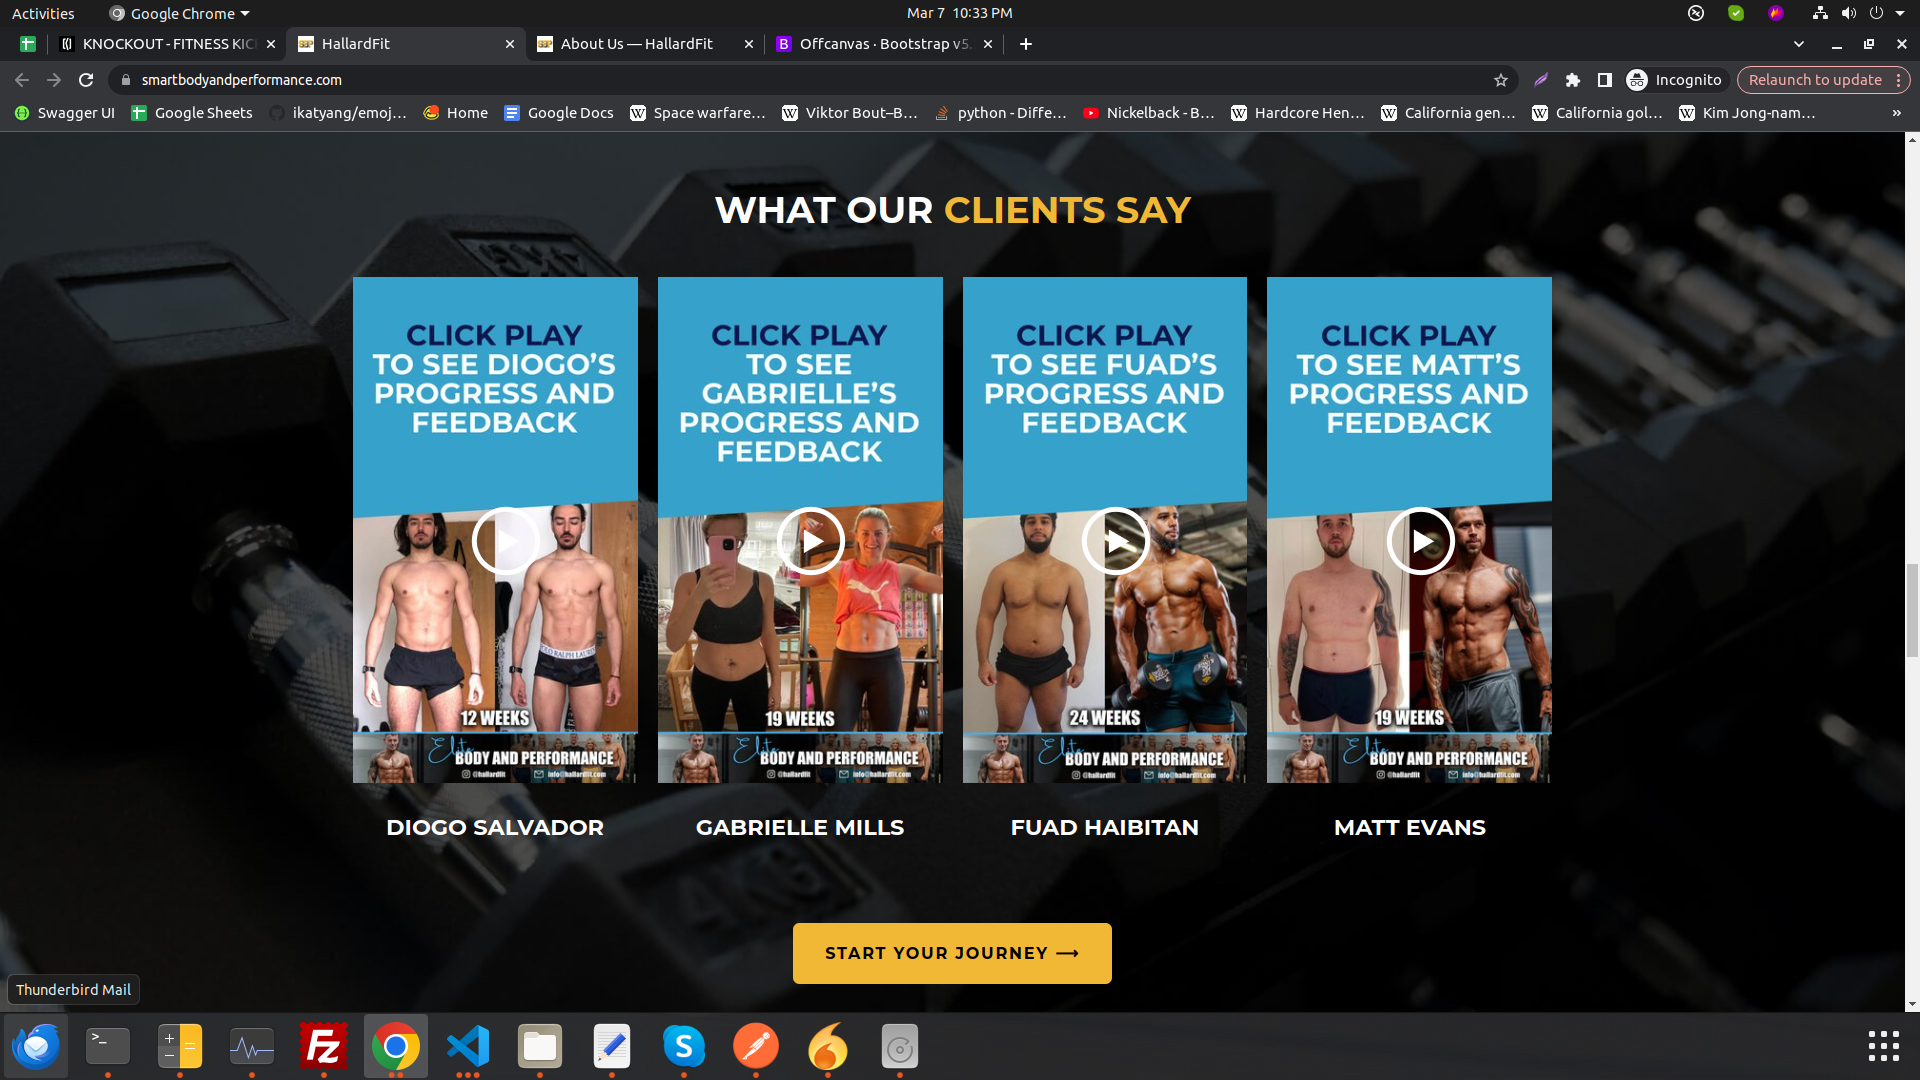 Activities
Google Chrome
Mar 7 10:33 PM
KNOCKOUT - FITNESS KIC
HallardFit
About Us — HallardFit
Offcanvas · Bootstrap v5.
smartbodyandperformance.com
Incognito
Relaunch to update
Swagger UI
Google Sheets
ikatyang/emoj…
Home
Google Docs
Space warfare…
Viktor Bout–B…
python - Diffe…
Nickelback - B…
Hardcore Hen…
California gen…
California gol…
Kim Jong-nam…
»
WHAT OUR CLIENTS SAY
CLICK PLAY
TO SEE DIOGO'S
PROGRESS AND
FEEDBACK
12 WEEKS
Elite
BODY AND PERFORMANCE
@hallardfit info@hallardfit.com
DIOGO SALVADOR
CLICK PLAY
TO SEE
GABRIELLE'S
PROGRESS AND
FEEDBACK
19 WEEKS
Elite
BODY AND PERFORMANCE
@hallardfit info@hallardfit.com
GABRIELLE MILLS
CLICK PLAY
TO SEE FUAD'S
PROGRESS AND
FEEDBACK
24 WEEKS
Elite
BODY AND PERFORMANCE
@hallardfit info@hallardfit.com
FUAD HAIBITAN
CLICK PLAY
TO SEE MATT'S
PROGRESS AND
FEEDBACK
19 WEEKS
Elite
BODY AND PERFORMANCE
@hallardfit info@hallardfit.com
MATT EVANS
START YOUR JOURNEY ⟶
Thunderbird Mail